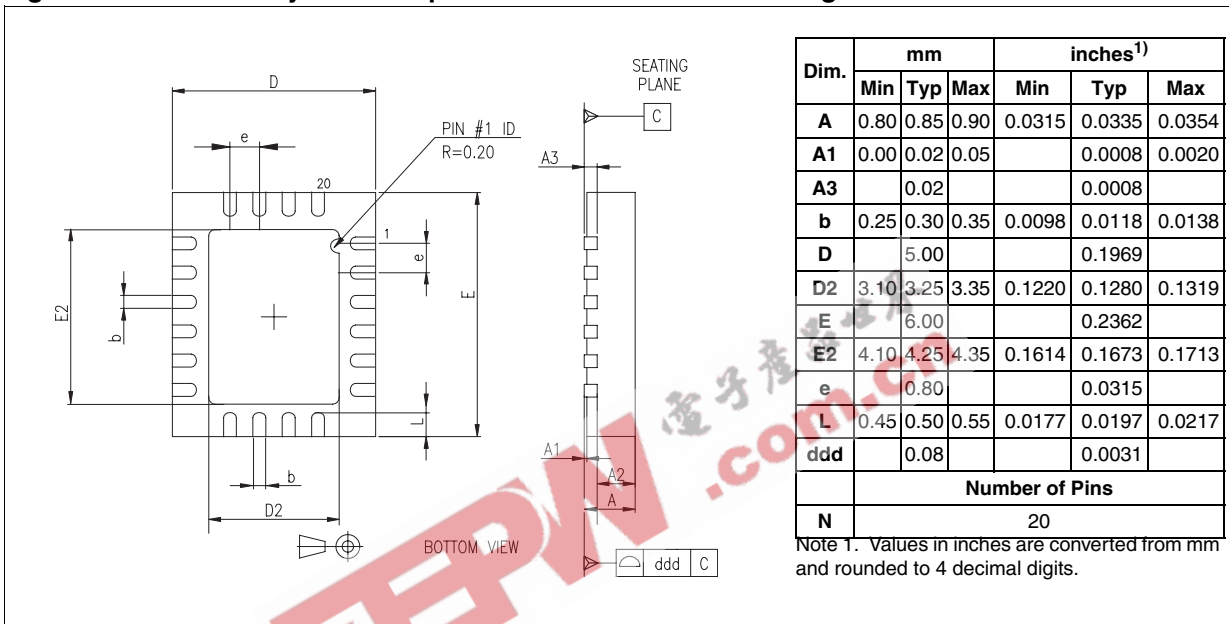 D
SEATING
PLANE
C
PIN #1 ID
R=0.20
e
A3
20
1
e
E
E2
b
L
A1
A2
A
b
D2
BOTTOM VIEW
ddd C
Dim. mm inches1)
Min Typ Max Min Typ Max
A 0.80 0.85 0.90 0.0315 0.0335 0.0354
A1 0.00 0.02 0.05 0.0008 0.0020
A3 0.02 0.0008
b 0.25 0.30 0.35 0.0098 0.0118 0.0138
D 5.00 0.1969
D2 3.10 3.25 3.35 0.1220 0.1280 0.1319
E 6.00 0.2362
E2 4.10 4.25 4.35 0.1614 0.1673 0.1713
e 0.80 0.0315
L 0.45 0.50 0.55 0.0177 0.0197 0.0217
ddd 0.08 0.0031
Number of Pins
N 20
Note 1. Values in inches are converted from mm
and rounded to 4 decimal digits.
電子產品世界
.com.cn